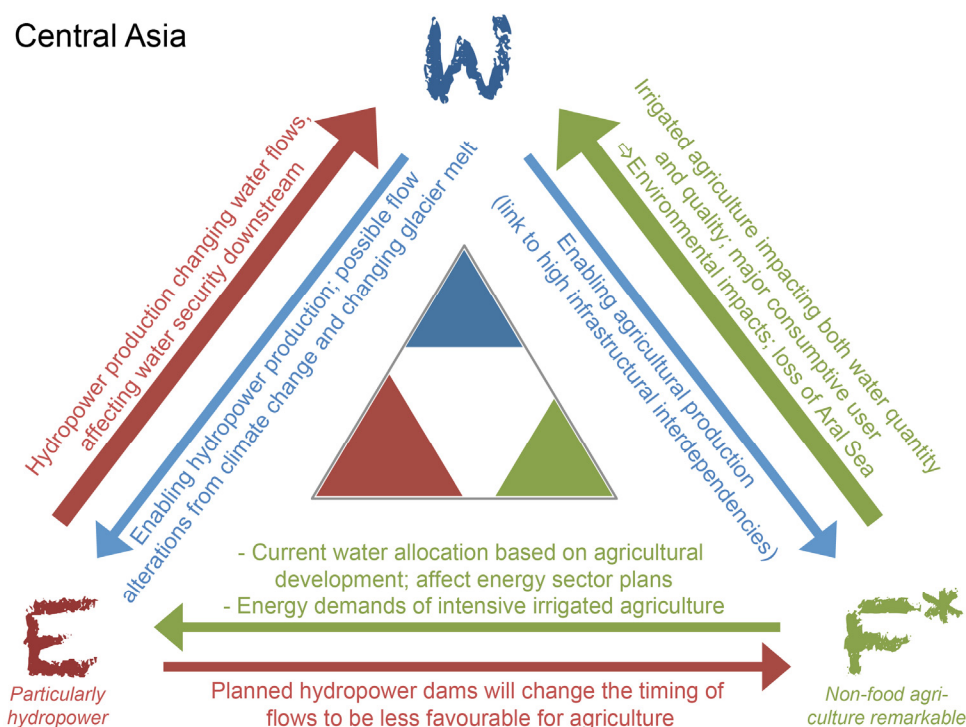 Central Asia
W
Hydropower production changing water flows,
affecting water security downstream
Enabling hydropower production; possible flow
alterations from climate change and changing glacier melt
Enabling agricultural production
(link to high infrastructural interdependencies)
Irrigated agriculture impacting both water quantity
and quality; major consumptive user
⇨Environmental impacts; loss of Aral Sea
- Current water allocation based on agricultural
development; affect energy sector plans
- Energy demands of intensive irrigated agriculture
E
Particularly
hydropower
F*
Non-food agri-
culture remarkable
Planned hydropower dams will change the timing of
flows to be less favourable for agriculture